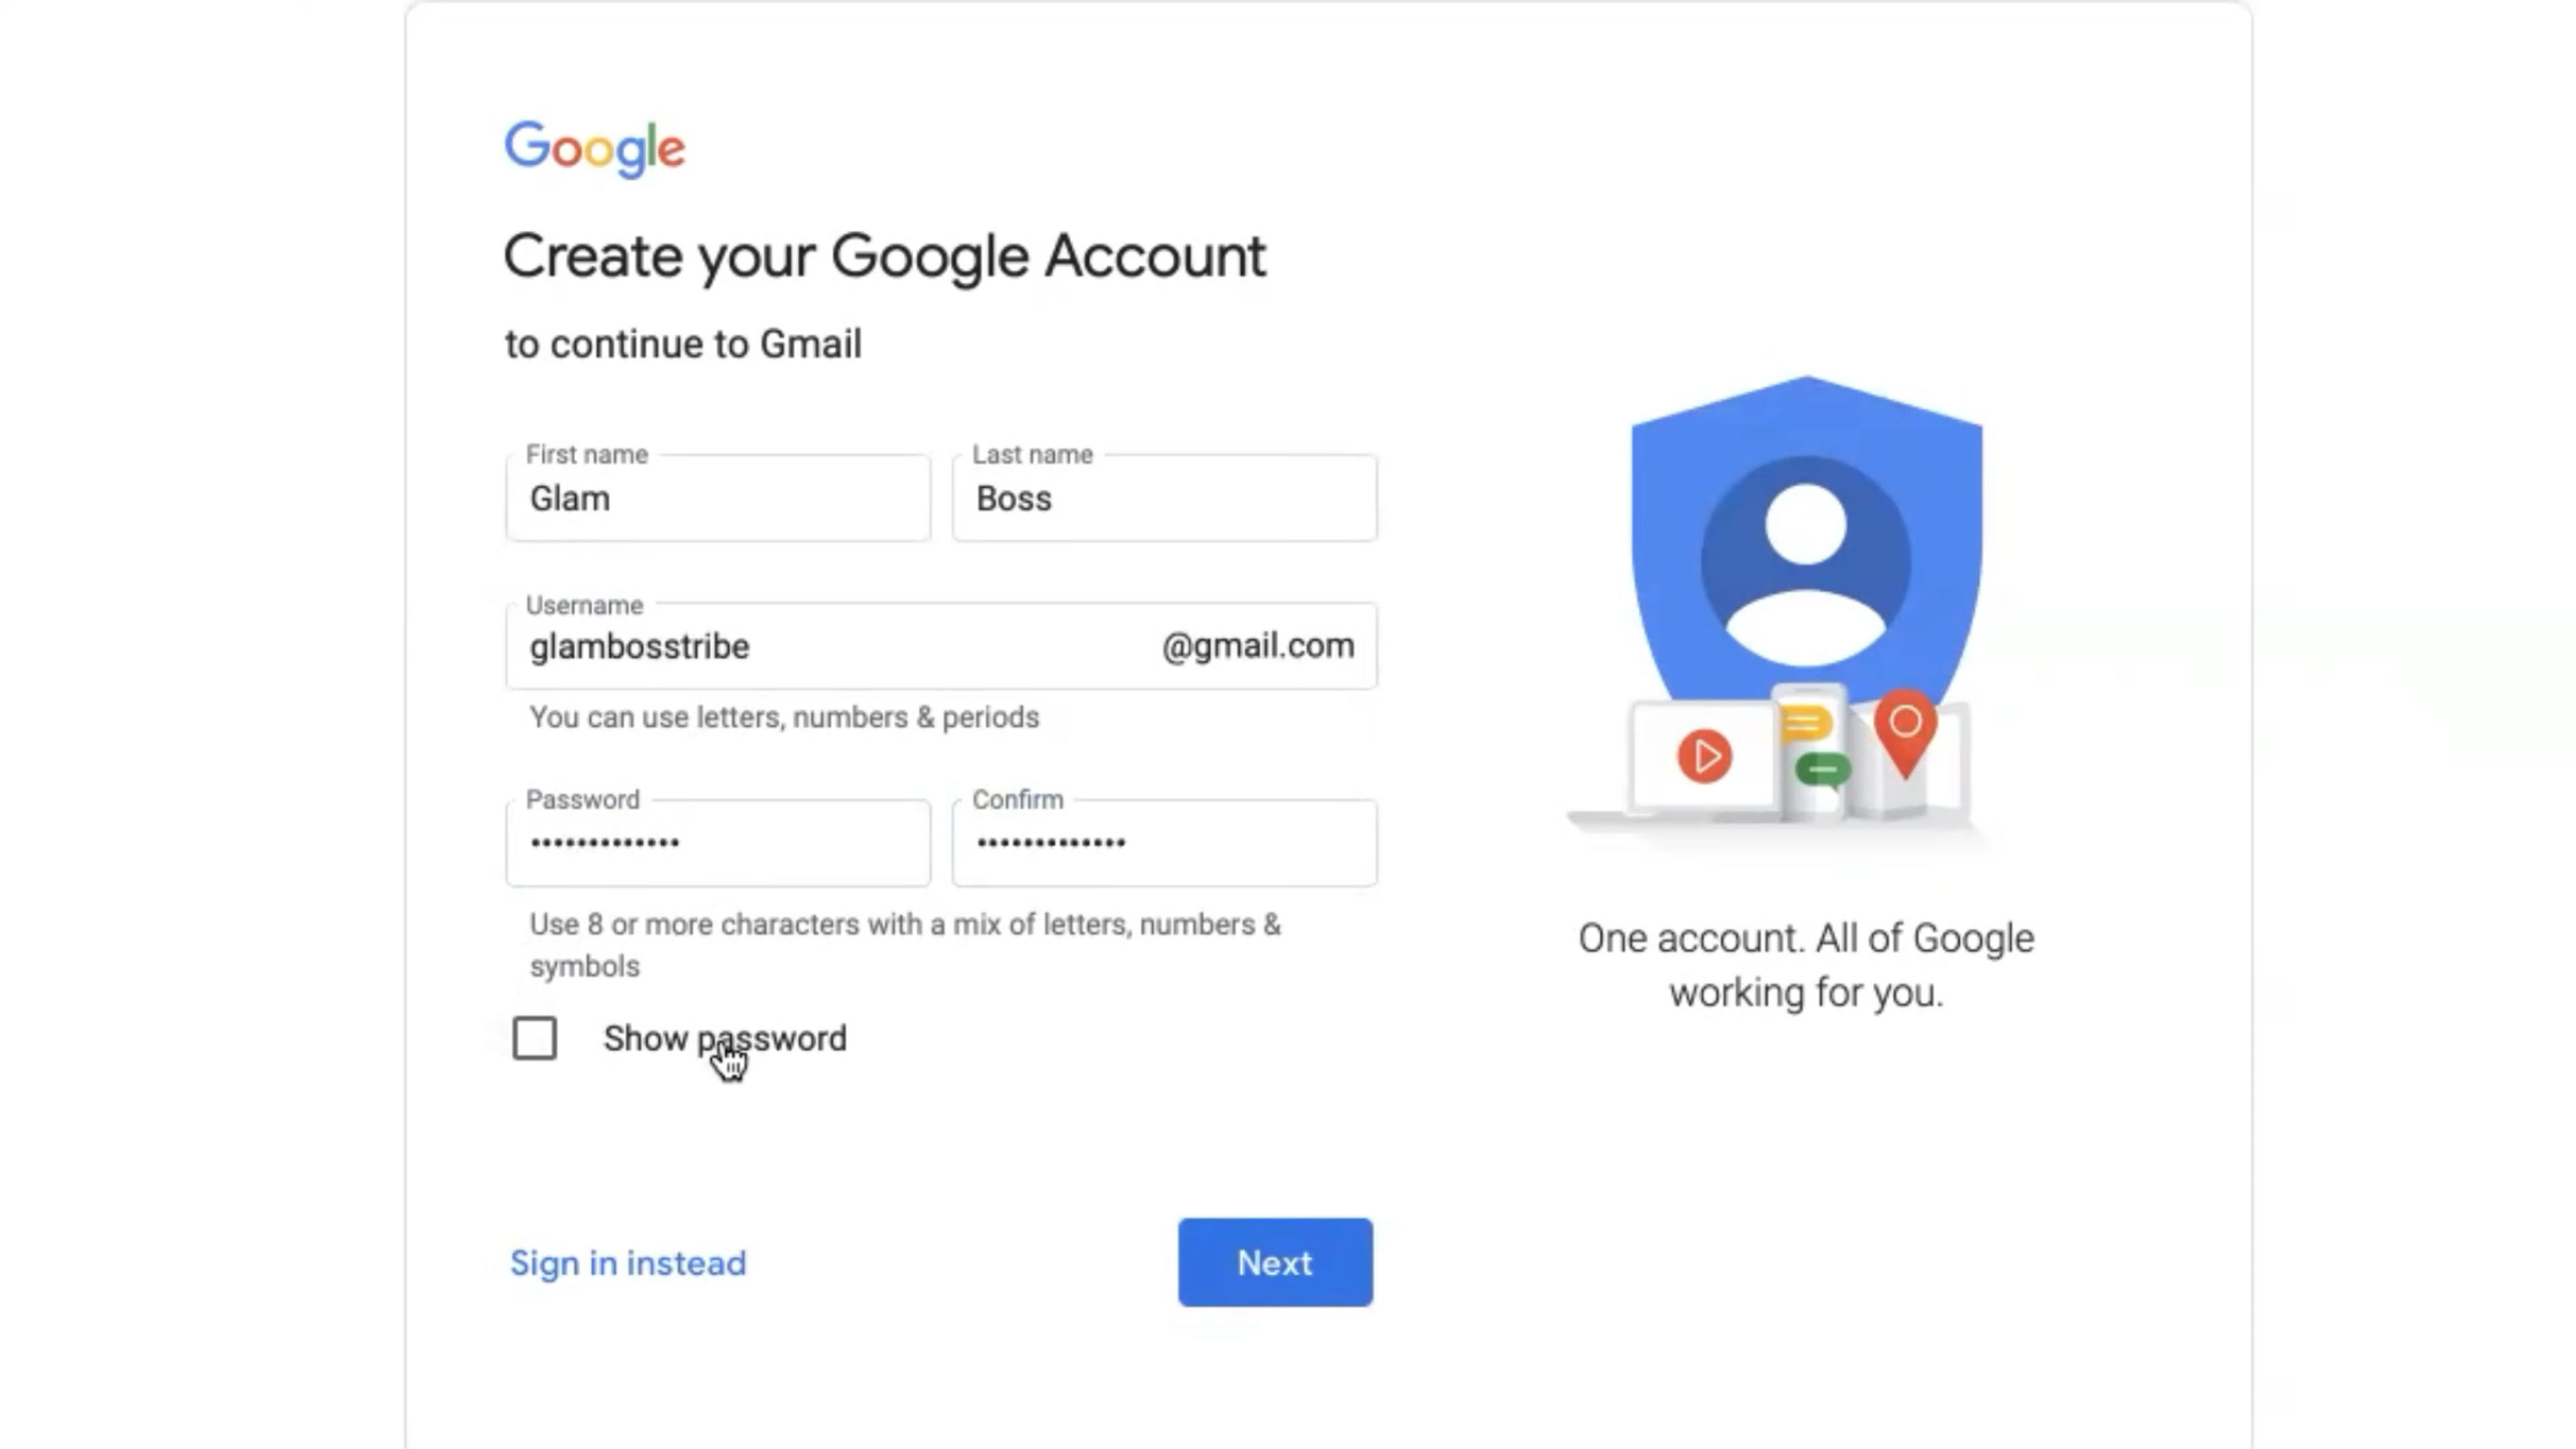 Google
Create your Google Account
to continue to Gmail
First name
Glam
Last name
Boss
Username
glambosstribe
@gmail.com
You can use letters, numbers & periods
Password
•••••••••••••
Confirm
•••••••••••••
Use 8 or more characters with a mix of letters, numbers &
symbols
Show password
Sign in instead
Next
One account. All of Google
working for you.